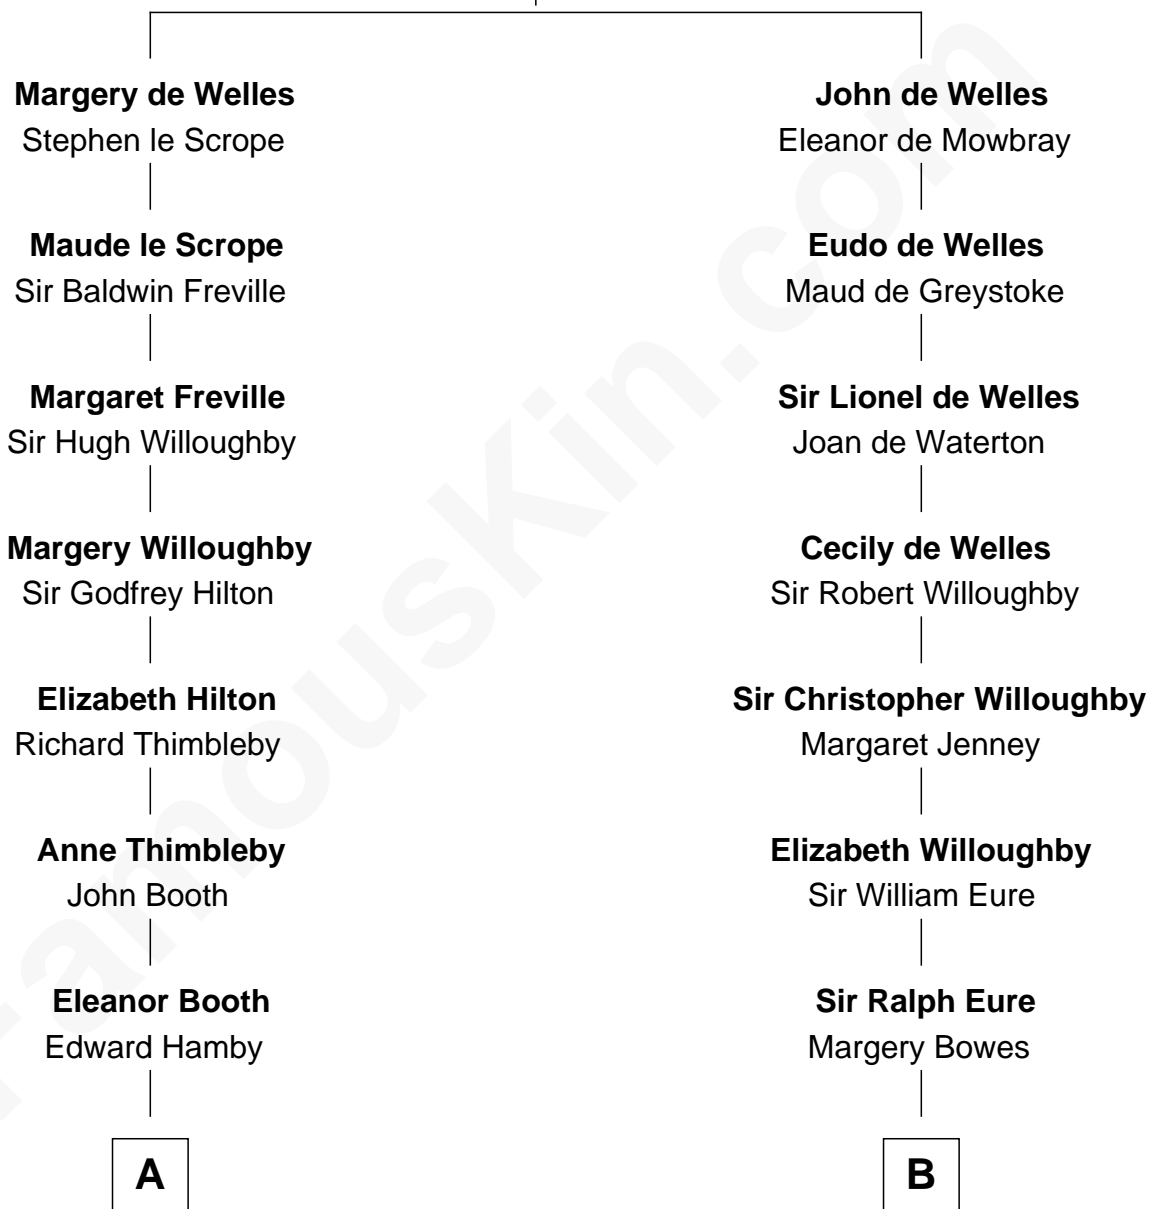 Margery de Welles
Stephen le Scrope
Maude le Scrope
Sir Baldwin Freville
Margaret Freville
Sir Hugh Willoughby
Margery Willoughby
Sir Godfrey Hilton
Elizabeth Hilton
Richard Thimbleby
Anne Thimbleby
John Booth
Eleanor Booth
Edward Hamby
A
John de Welles
Eleanor de Mowbray
Eudo de Welles
Maud de Greystoke
Sir Lionel de Welles
Joan de Waterton
Cecily de Welles
Sir Robert Willoughby
Sir Christopher Willoughby
Margaret Jenney
Elizabeth Willoughby
Sir William Eure
Sir Ralph Eure
Margery Bowes
B
FamousKin.com